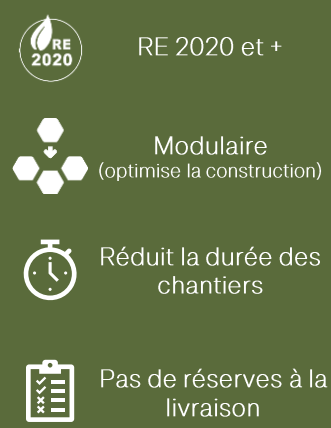 RE
2020
RE 2020 et +
Modulaire
(optimise la construction)
Réduit la durée des
chantiers
Pas de réserves à la
livraison